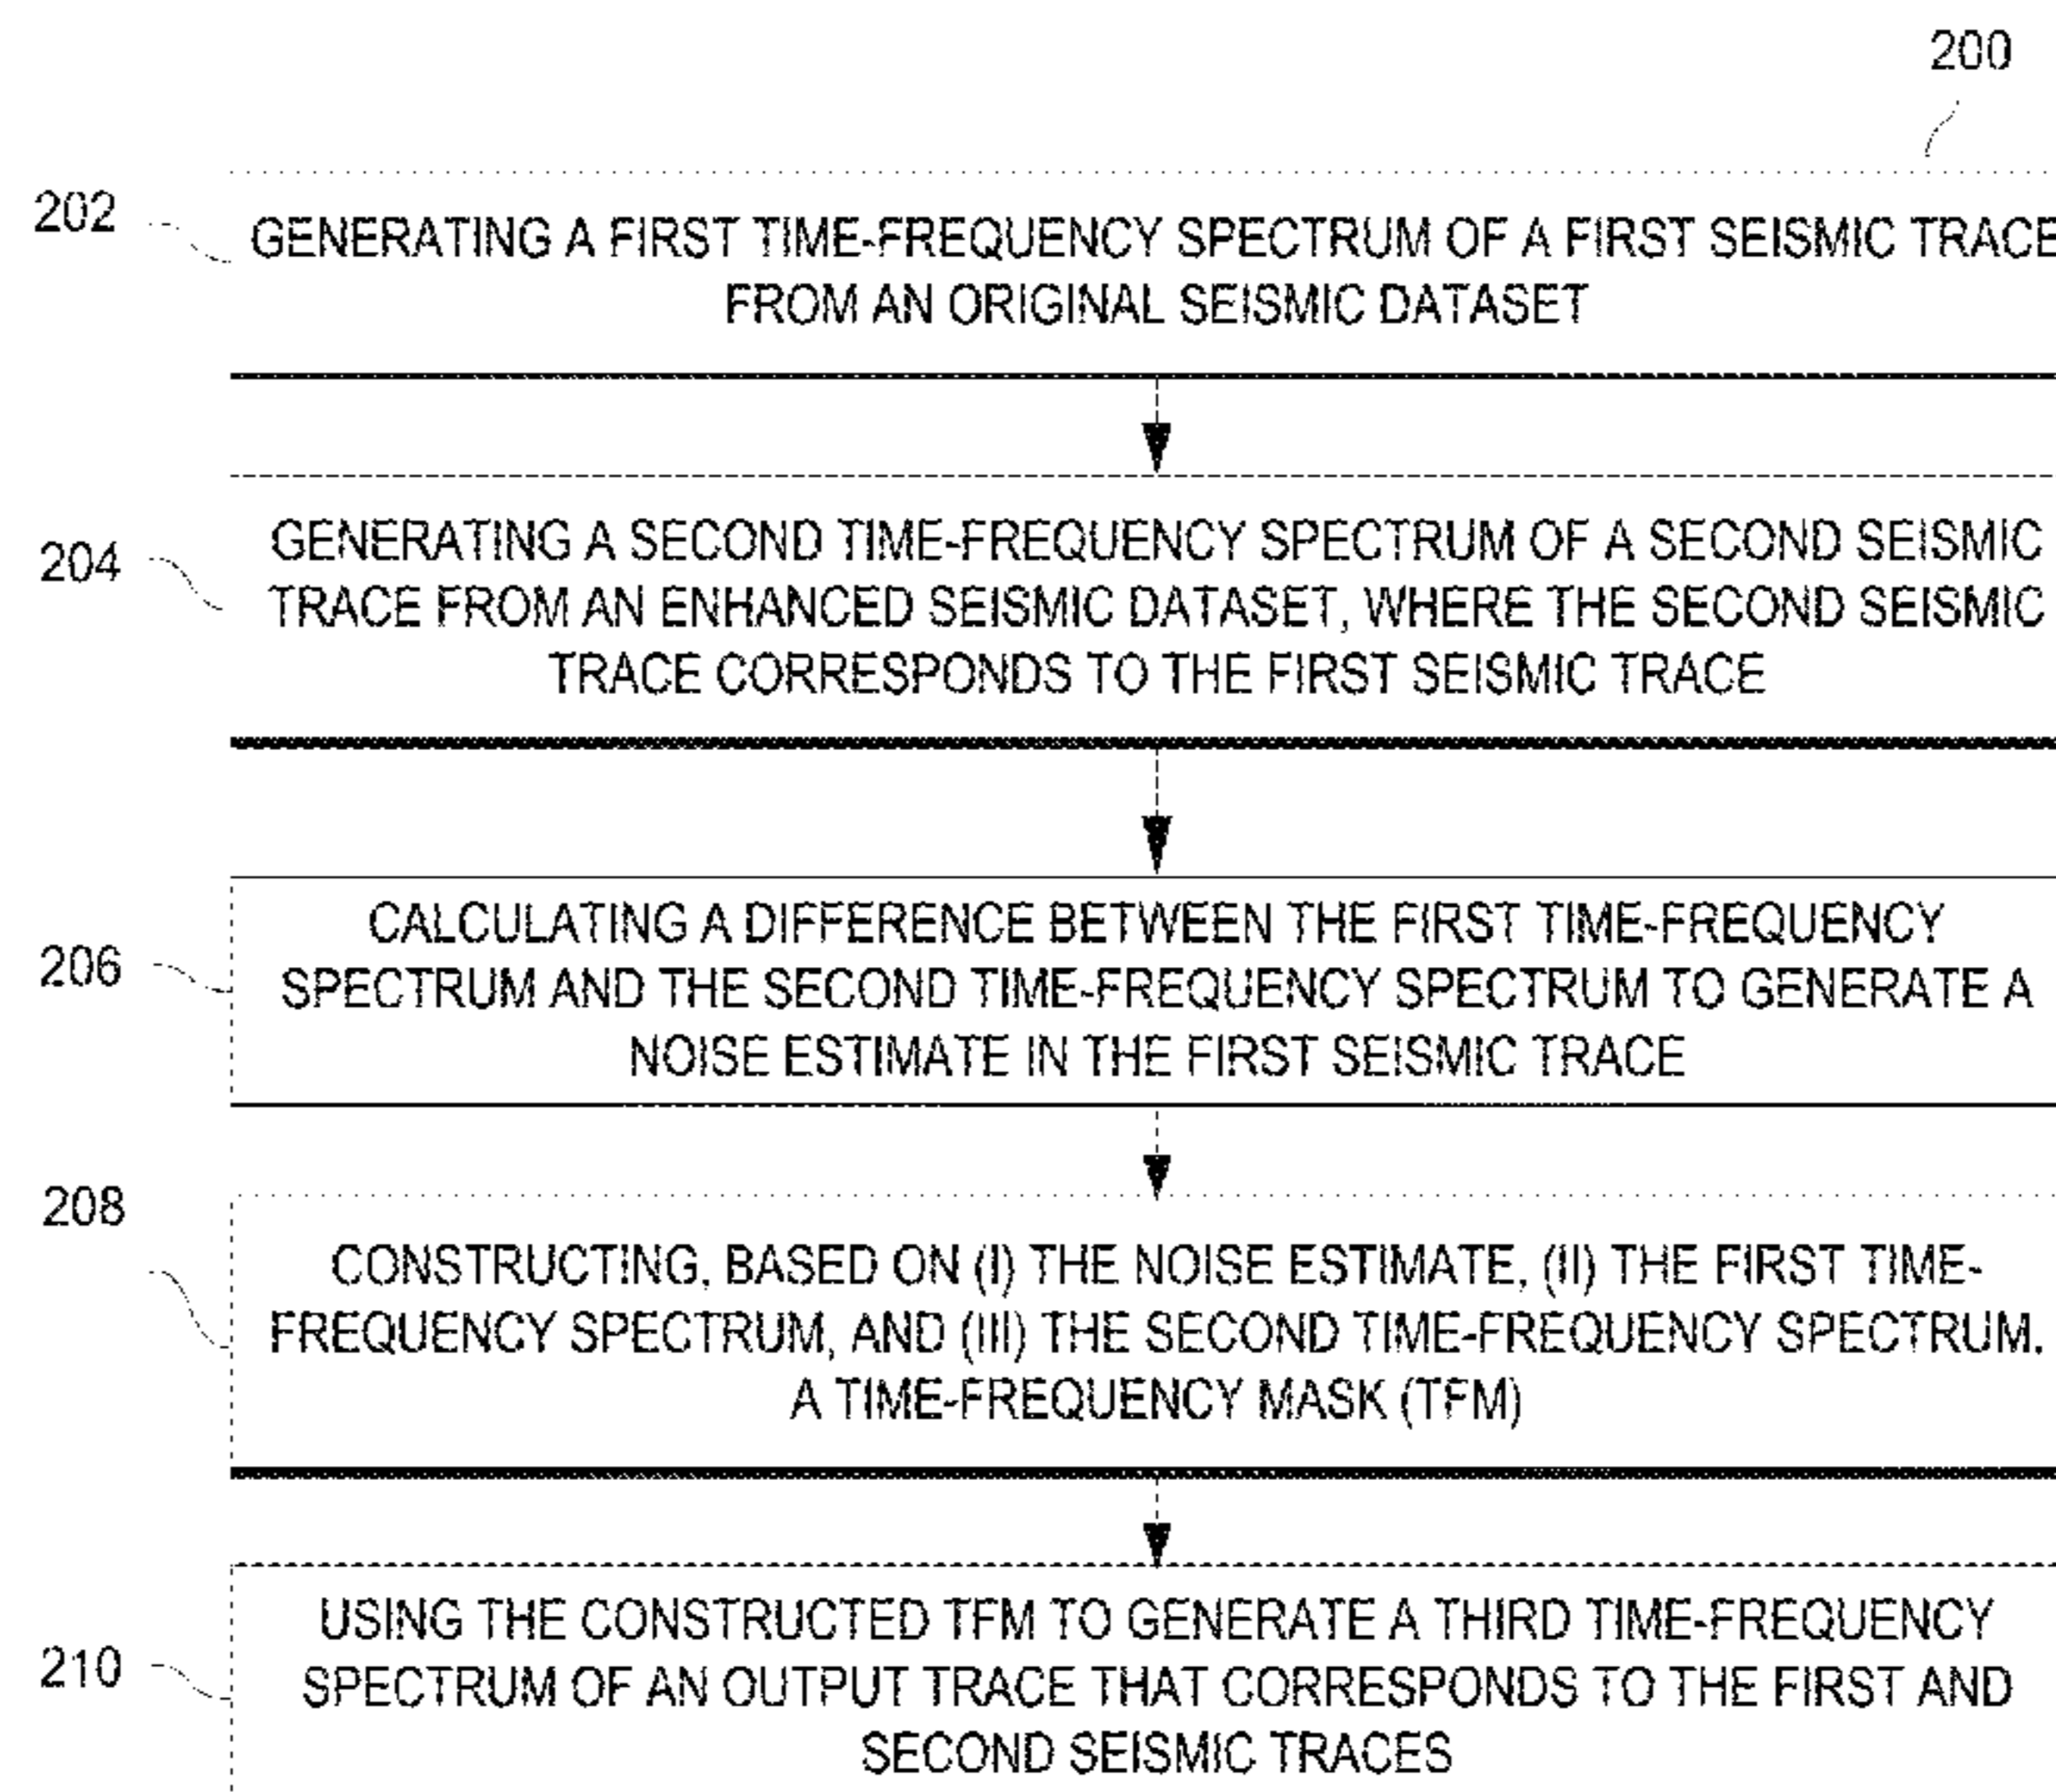 200
202
GENERATING A FIRST TIME-FREQUENCY SPECTRUM OF A FIRST SEISMIC TRACE
FROM AN ORIGINAL SEISMIC DATASET
204
GENERATING A SECOND TIME-FREQUENCY SPECTRUM OF A SECOND SEISMIC
TRACE FROM AN ENHANCED SEISMIC DATASET, WHERE THE SECOND SEISMIC
TRACE CORRESPONDS TO THE FIRST SEISMIC TRACE
206
CALCULATING A DIFFERENCE BETWEEN THE FIRST TIME-FREQUENCY
SPECTRUM AND THE SECOND TIME-FREQUENCY SPECTRUM TO GENERATE A
NOISE ESTIMATE IN THE FIRST SEISMIC TRACE
208
CONSTRUCTING, BASED ON (I) THE NOISE ESTIMATE, (II) THE FIRST TIME-
FREQUENCY SPECTRUM, AND (III) THE SECOND TIME-FREQUENCY SPECTRUM,
A TIME-FREQUENCY MASK (TFM)
210
USING THE CONSTRUCTED TFM TO GENERATE A THIRD TIME-FREQUENCY
SPECTRUM OF AN OUTPUT TRACE THAT CORRESPONDS TO THE FIRST AND
SECOND SEISMIC TRACES